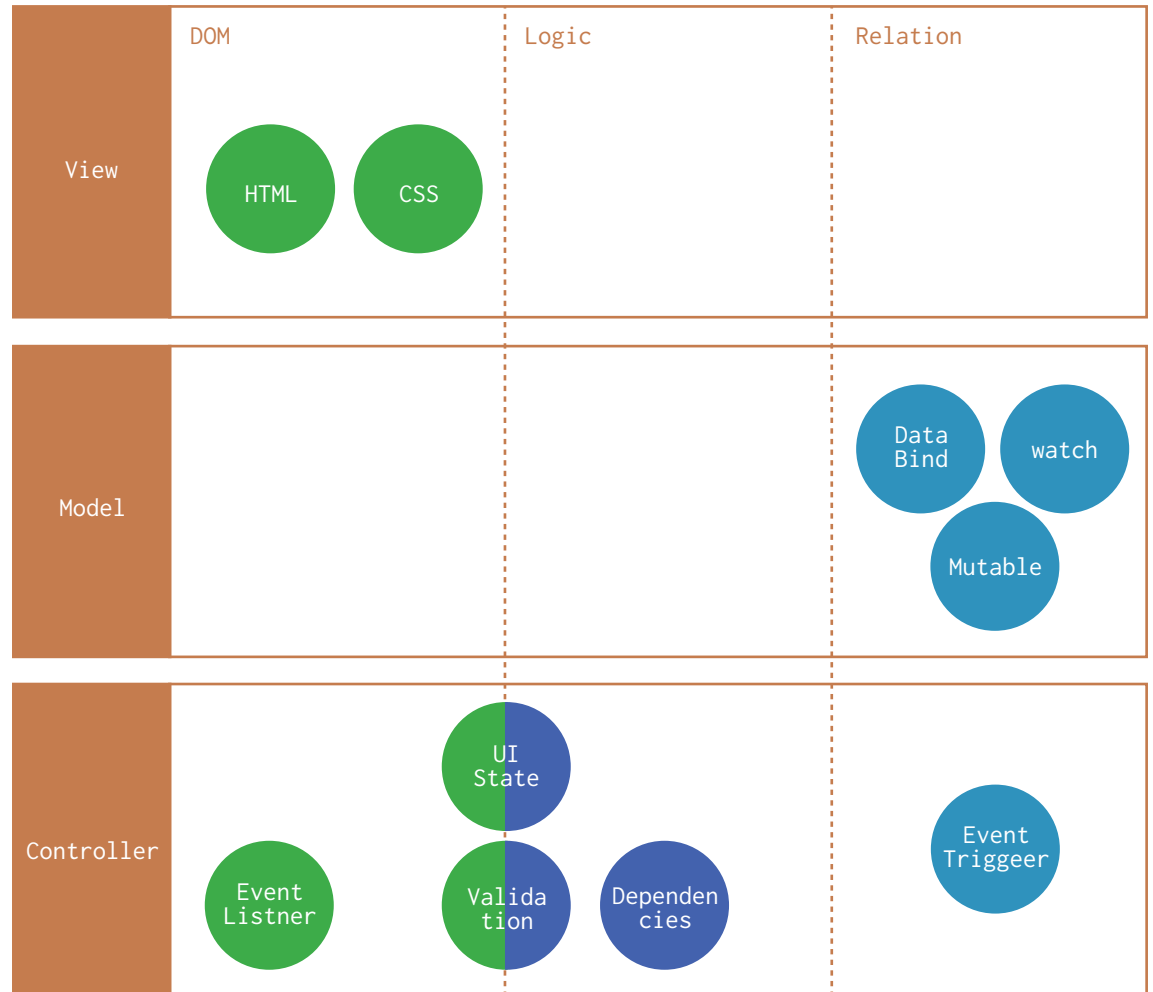 DOM
Logic
Relation
View
HTML
CSS
Model
Data
Bind
watch
Mutable
Controller
UI
State
Event
Listner
Valida
tion
Dependen
cies
Event
Triggeer